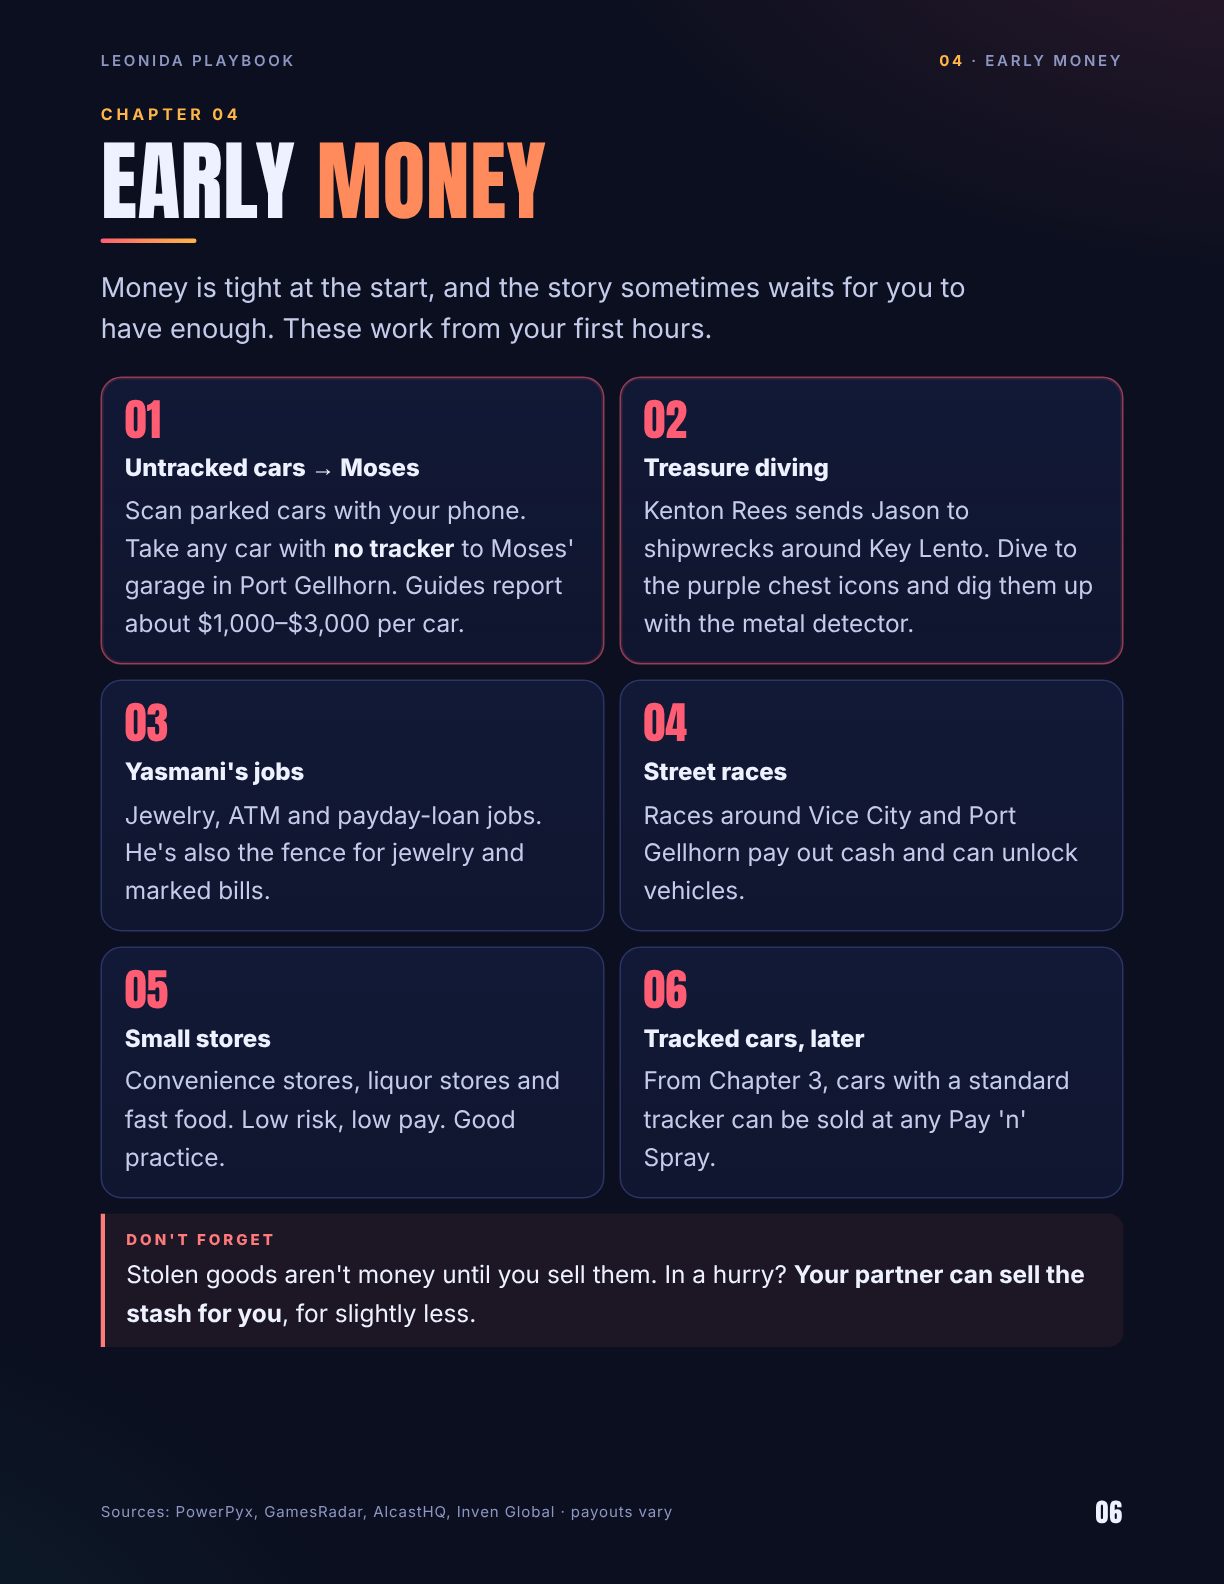 LEONIDA PLAYBOOK
04 · EARLY MONEY
CHAPTER 04
EARLY MONEY
Money is tight at the start, and the story sometimes waits for you to
have enough. These work from your first hours.
01
Untracked cars → Moses
Scan parked cars with your phone.
Take any car with no tracker to Moses'
garage in Port Gellhorn. Guides report
about $1,000–$3,000 per car.
02
Treasure diving
Kenton Rees sends Jason to
shipwrecks around Key Lento. Dive to
the purple chest icons and dig them up
with the metal detector.
03
Yasmani's jobs
Jewelry, ATM and payday-loan jobs.
He's also the fence for jewelry and
marked bills.
04
Street races
Races around Vice City and Port
Gellhorn pay out cash and can unlock
vehicles.
05
Small stores
Convenience stores, liquor stores and
fast food. Low risk, low pay. Good
practice.
06
Tracked cars, later
From Chapter 3, cars with a standard
tracker can be sold at any Pay 'n'
Spray.
DON'T FORGET
Stolen goods aren't money until you sell them. In a hurry? Your partner can sell the
stash for you, for slightly less.
Sources: PowerPyx, GamesRadar, AlcastHQ, Inven Global · payouts vary
06